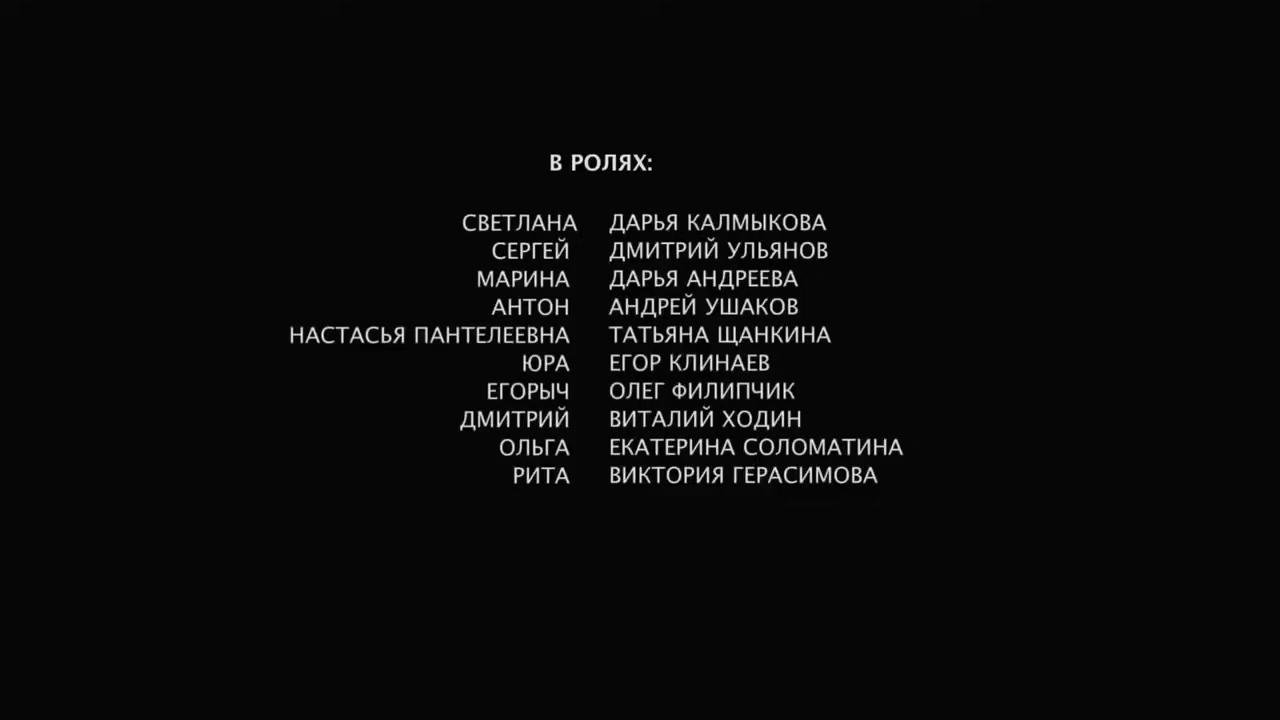 В РОЛЯХ:
СВЕТЛАНА ДАРЬЯ КАЛМЫКОВА
СЕРГЕЙ ДМИТРИЙ УЛЬЯНОВ
МАРИНА ДАРЬЯ АНДРЕЕВА
АНТОН АНДРЕЙ УШАКОВ
НАСТАСЬЯ ПАНТЕЛЕЕВНА ТАТЬЯНА ЩАНКИНА
ЮРА ЕГОР КЛИНАЕВ
ЕГОРЫЧ ОЛЕГ ФИЛИПЧИК
ДМИТРИЙ ВИТАЛИЙ ХОДИН
ОЛЬГА ЕКАТЕРИНА СОЛОМАТИНА
РИТА ВИКТОРИЯ ГЕРАСИМОВА